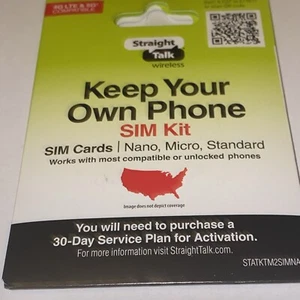 4G LTE & 5G
COMPATIBLE
Straight
Talk
wireless
Keep Your
Own Phone
SIM Kit
SIM Cards | Nano, Micro, Standard
Works with most compatible or unlocked phones
Image does not depict coverage
You will need to purchase a
30-Day Service Plan for Activation.
For more information visit StraightTalk.com.
STATKTM2SIMNA